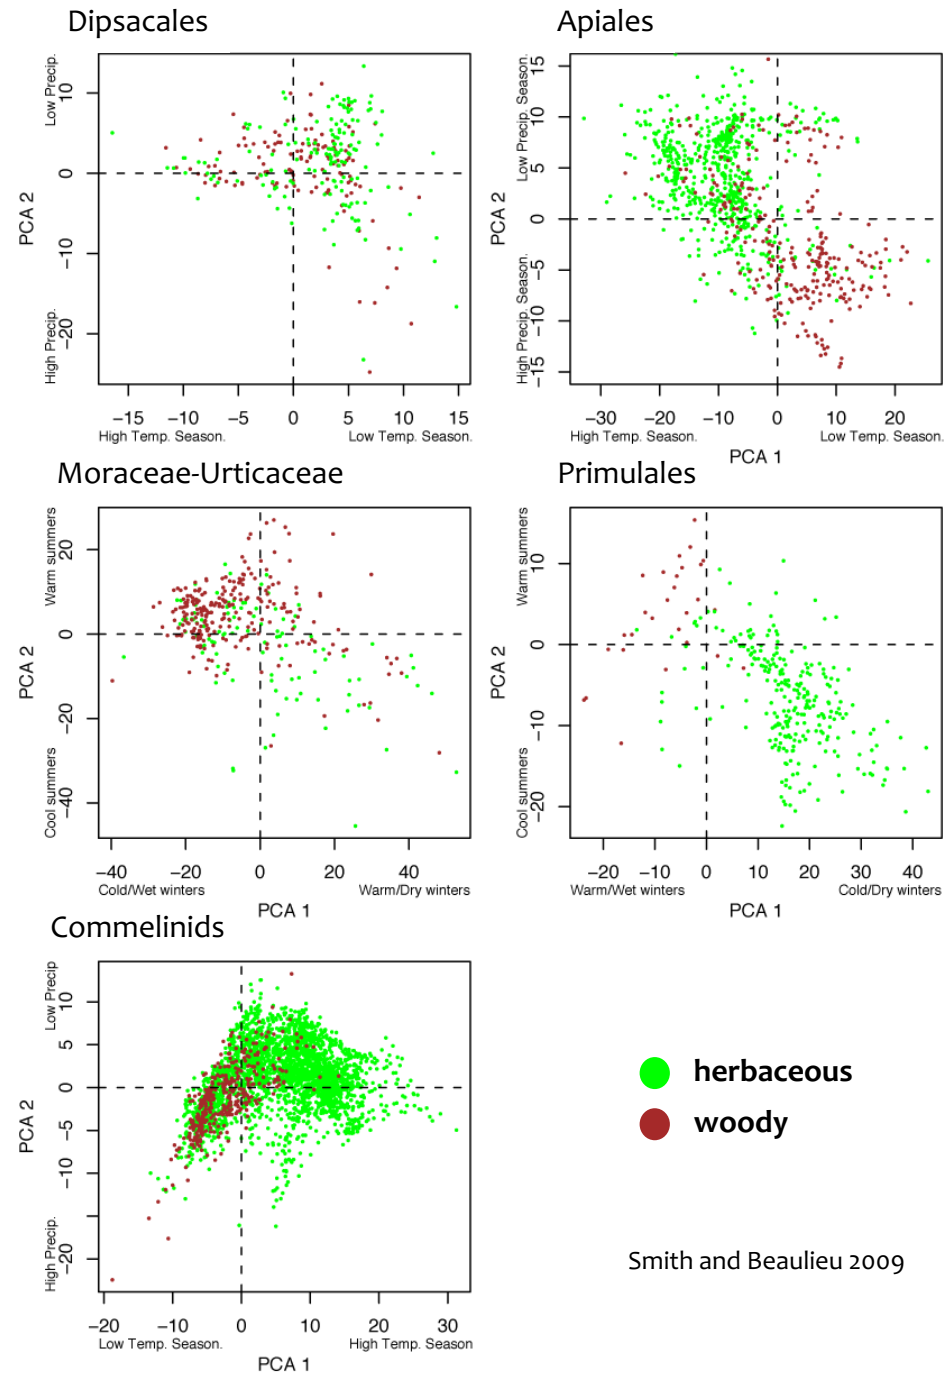 Dipsacales
Low Precip.
High Precip.
PCA 2
10
0
−10
−20
−15 −10 −5 0 5 10 15
High Temp. Season. Low Temp. Season.
Apiales
Low Precip. Season.
High Precip. Season.
PCA 2
15
10
5
0
−5
−10
−15
−30 −20 −10 0 10 20
High Temp. Season. Low Temp. Season.
PCA 1
Moraceae-Urticaceae
Warm summers
Cool summers
PCA 2
20
0
−20
−40
−40 −20 0 20 40
Cold/Wet winters Warm/Dry winters
PCA 1
Primulales
Warm summers
Cool summers
PCA 2
10
0
−10
−20
−20 −10 0 10 20 30 40
Warm/Wet winters Cold/Dry winters
PCA 1
Commelinids
Low Precip
High Precip.
PCA 2
10
5
0
−5
−10
−20
−20 −10 0 10 20 30
Low Temp. Season. High Temp. Season
PCA 1
herbaceous
woody
Smith and Beaulieu 2009